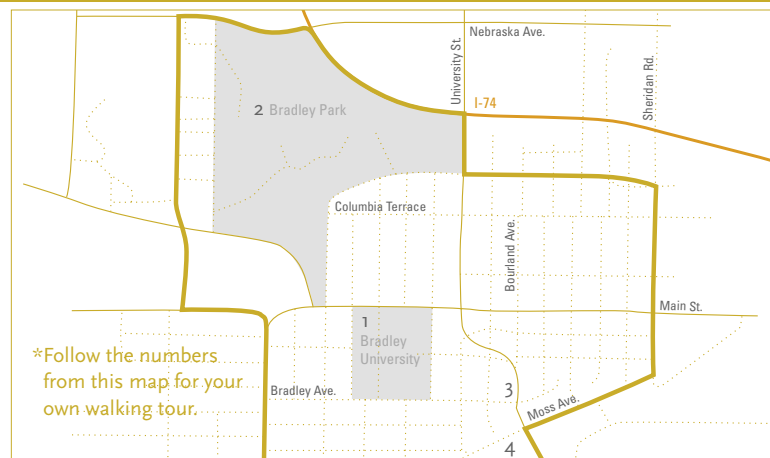 Nebraska Ave.
University St.
Sheridan Rd.
I-74
2 Bradley Park
Columbia Terrace
Bourland Ave.
Main St.
1
Bradley
University
*Follow the numbers
from this map for your
own walking tour.
Bradley Ave.
3
Moss Ave.
4